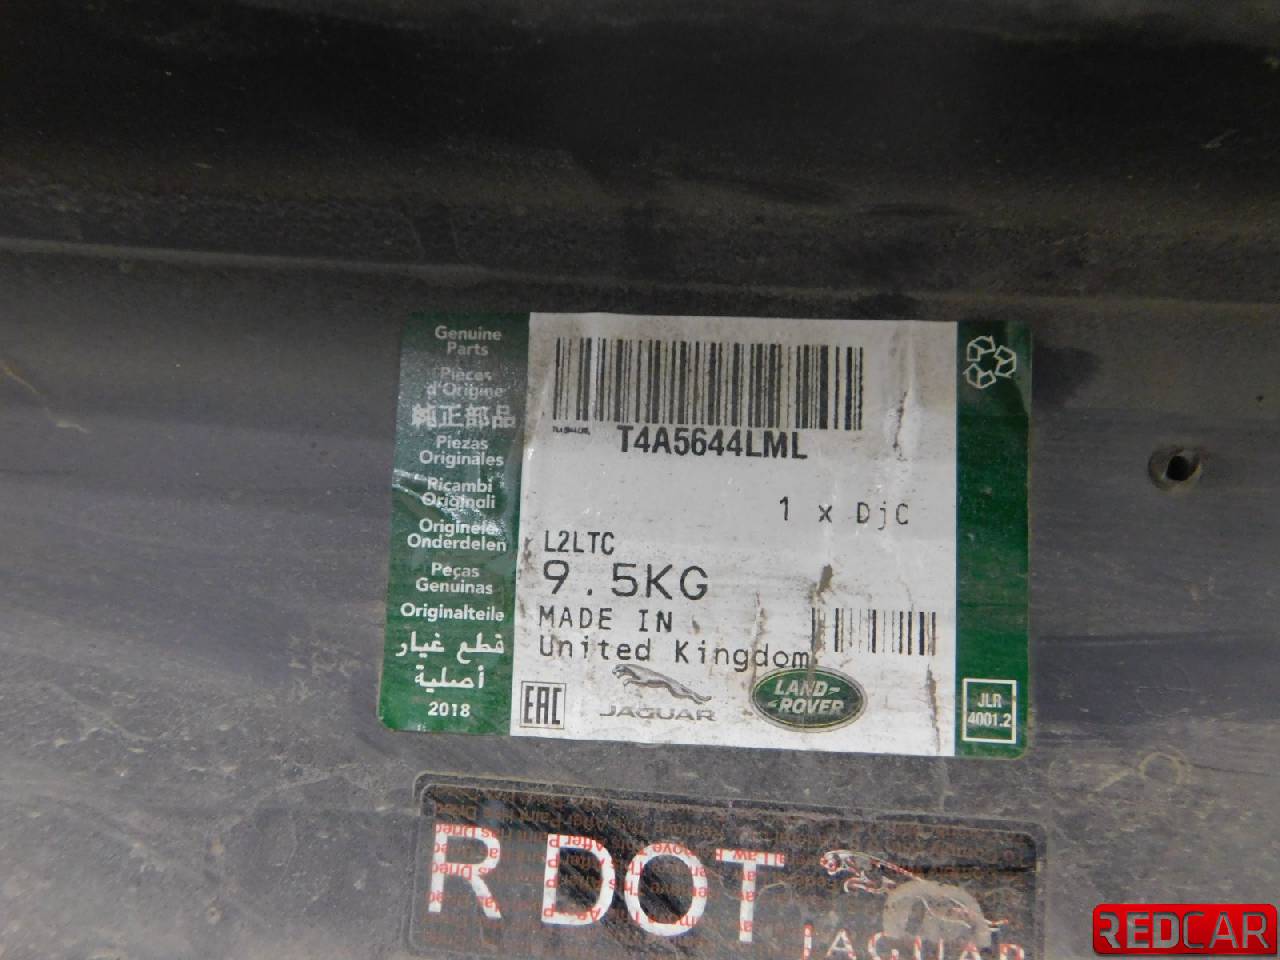 Genuine
Parts
Pièces
d'Origine
純正部品
Piezas
Originales
Ricambi
Originali
Originele
Onderdelen
Peças
Genuinas
Originalteile
قطع غيار
أصلية
2018
T4A5644LML
1 x DjC
L2LTC
9.5KG
MADE IN
United Kingdom
EAC
JAGUAR
LAND-
-ROVER
JLR
4001.2
R DOT
JAGUAR
REDCAR